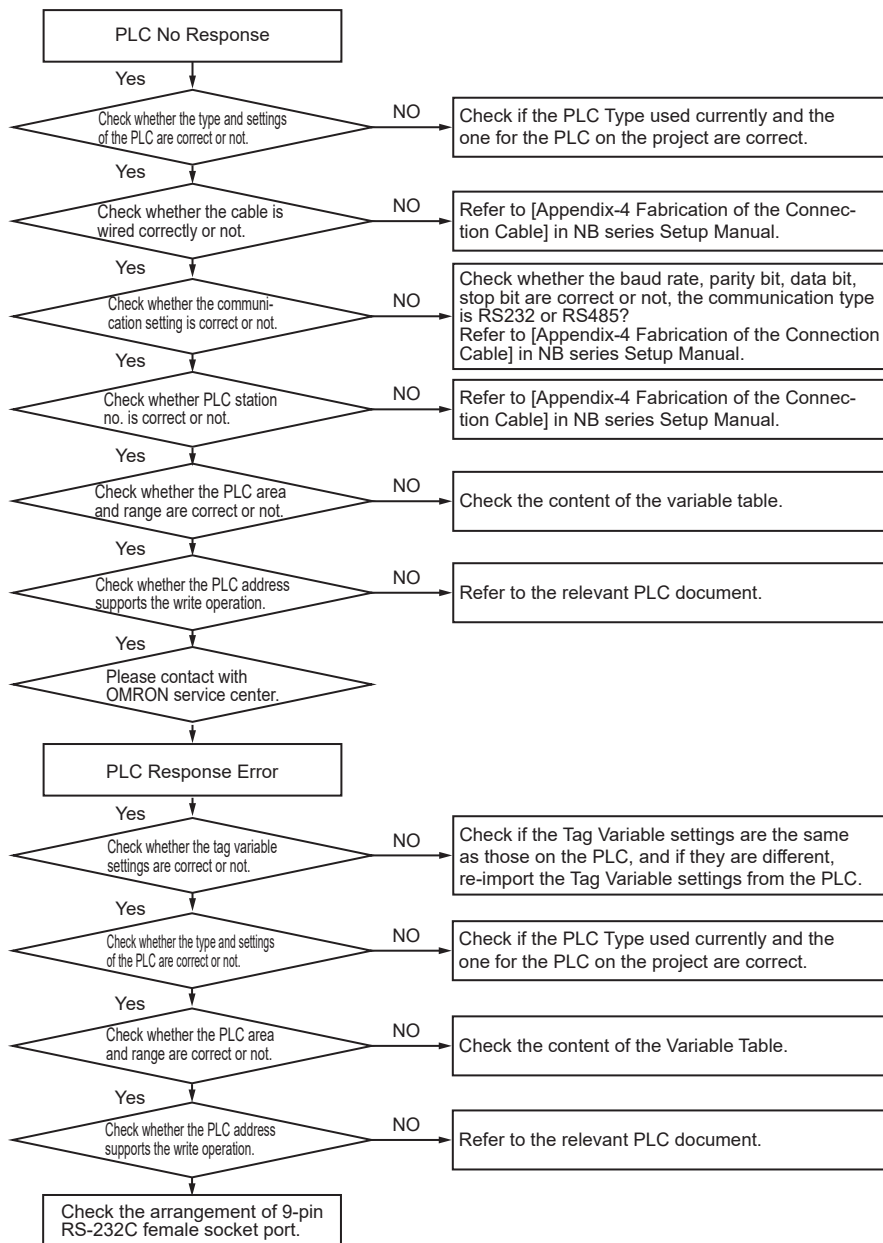 PLC No Response
Yes
Check whether the type and settings
of the PLC are correct or not.
NO
Check if the PLC Type used currently and the
one for the PLC on the project are correct.
Yes
Check whether the cable is
wired correctly or not.
NO
Refer to [Appendix-4 Fabrication of the Connec-
tion Cable] in NB series Setup Manual.
Yes
Check whether the communi-
cation setting is correct or not.
NO
Check whether the baud rate, parity bit, data bit,
stop bit are correct or not, the communication type
is RS232 or RS485?
Refer to [Appendix-4 Fabrication of the Connection
Cable] in NB series Setup Manual.
Yes
Check whether PLC station
no. is correct or not.
NO
Refer to [Appendix-4 Fabrication of the Connec-
tion Cable] in NB series Setup Manual.
Yes
Check whether the PLC area
and range are correct or not.
NO
Check the content of the variable table.
Yes
Check whether the PLC address
supports the write operation.
NO
Refer to the relevant PLC document.
Yes
Please contact with
OMRON service center.
PLC Response Error
Yes
Check whether the tag variable
settings are correct or not.
NO
Check if the Tag Variable settings are the same
as those on the PLC, and if they are different,
re-import the Tag Variable settings from the PLC.
Yes
Check whether the type and settings
of the PLC are correct or not.
NO
Check if the PLC Type used currently and the
one for the PLC on the project are correct.
Yes
Check whether the PLC area
and range are correct or not.
NO
Check the content of the Variable Table.
Yes
Check whether the PLC address
supports the write operation.
NO
Refer to the relevant PLC document.
Check the arrangement of 9-pin
RS-232C female socket port.